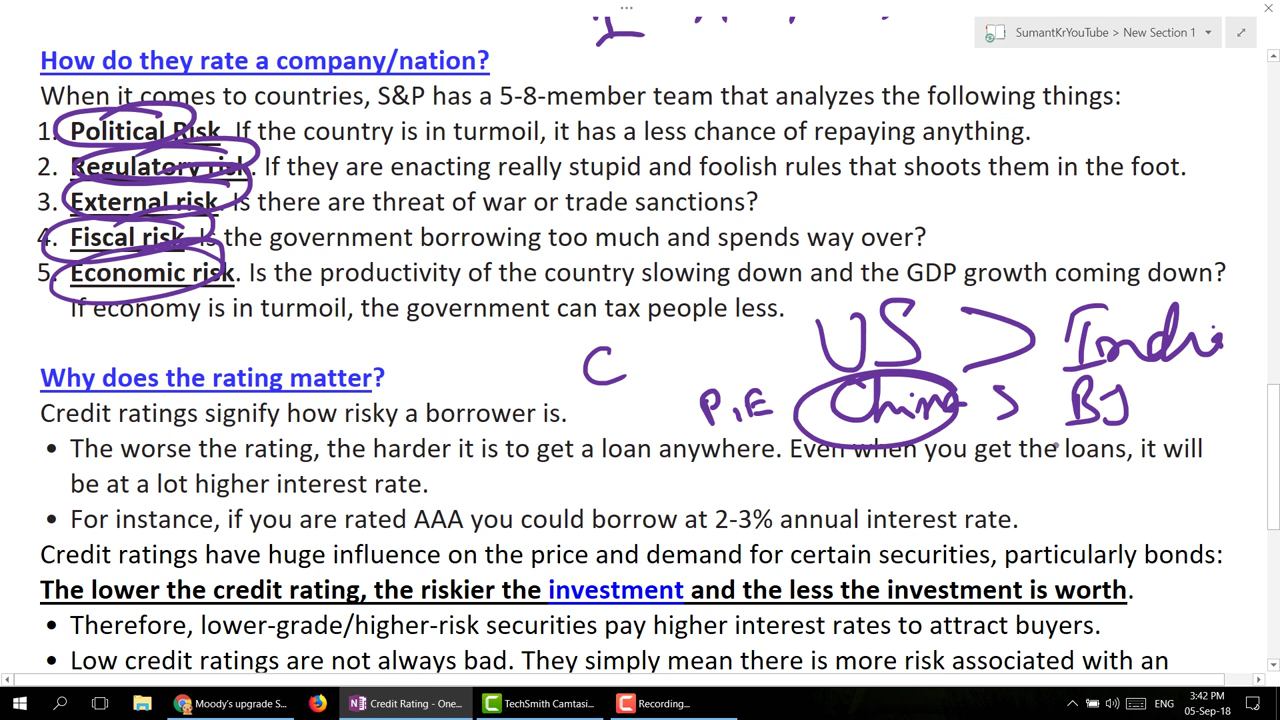 SumantKrYouTube > New Section 1
How do they rate a company/nation?
When it comes to countries, S&P has a 5-8-member team that analyzes the following things:
1. Political Risk. If the country is in turmoil, it has a less chance of repaying anything.
2. Regulatory risk. If they are enacting really stupid and foolish rules that shoots them in the foot.
3. External risk. Is there are threat of war or trade sanctions?
4. Fiscal risk. Is the government borrowing too much and spends way over?
5. Economic risk. Is the productivity of the country slowing down and the GDP growth coming down?
If economy is in turmoil, the government can tax people less.
US > India
C
Why does the rating matter?
P, E China > BJ
Credit ratings signify how risky a borrower is.
• The worse the rating, the harder it is to get a loan anywhere. Even when you get the loans, it will
be at a lot higher interest rate.
• For instance, if you are rated AAA you could borrow at 2-3% annual interest rate.
Credit ratings have huge influence on the price and demand for certain securities, particularly bonds:
The lower the credit rating, the riskier the investment and the less the investment is worth.
• Therefore, lower-grade/higher-risk securities pay higher interest rates to attract buyers.
• Low credit ratings are not always bad. They simply mean there is more risk associated with an
Moody's upgrade S...
Credit Rating - One...
TechSmith Camtasi...
Recording...
ENG
3:42 PM
05-Sep-18